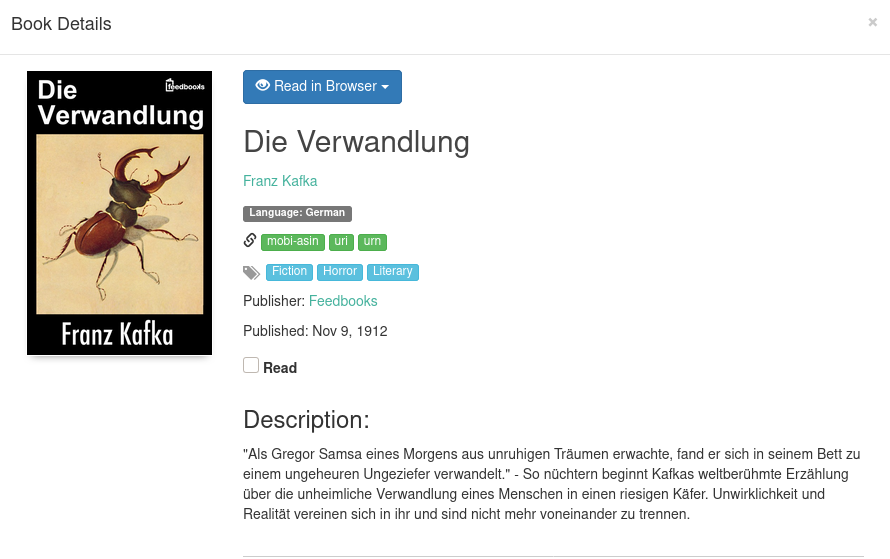 Book Details
×
Die
Verwandlung
feedbooks
Franz Kafka
Read in Browser
Die Verwandlung
Franz Kafka
Language: German
mobi-asin uri urn
Fiction Horror Literary
Publisher: Feedbooks
Published: Nov 9, 1912
Read
Description:
"Als Gregor Samsa eines Morgens aus unruhigen Träumen erwachte, fand er sich in seinem Bett zu
einem ungeheuren Ungeziefer verwandelt." - So nüchtern beginnt Kafkas weltberühmte Erzählung
über die unheimliche Verwandlung eines Menschen in einen riesigen Käfer. Unwirklichkeit und
Realität vereinen sich in ihr und sind nicht mehr voneinander zu trennen.